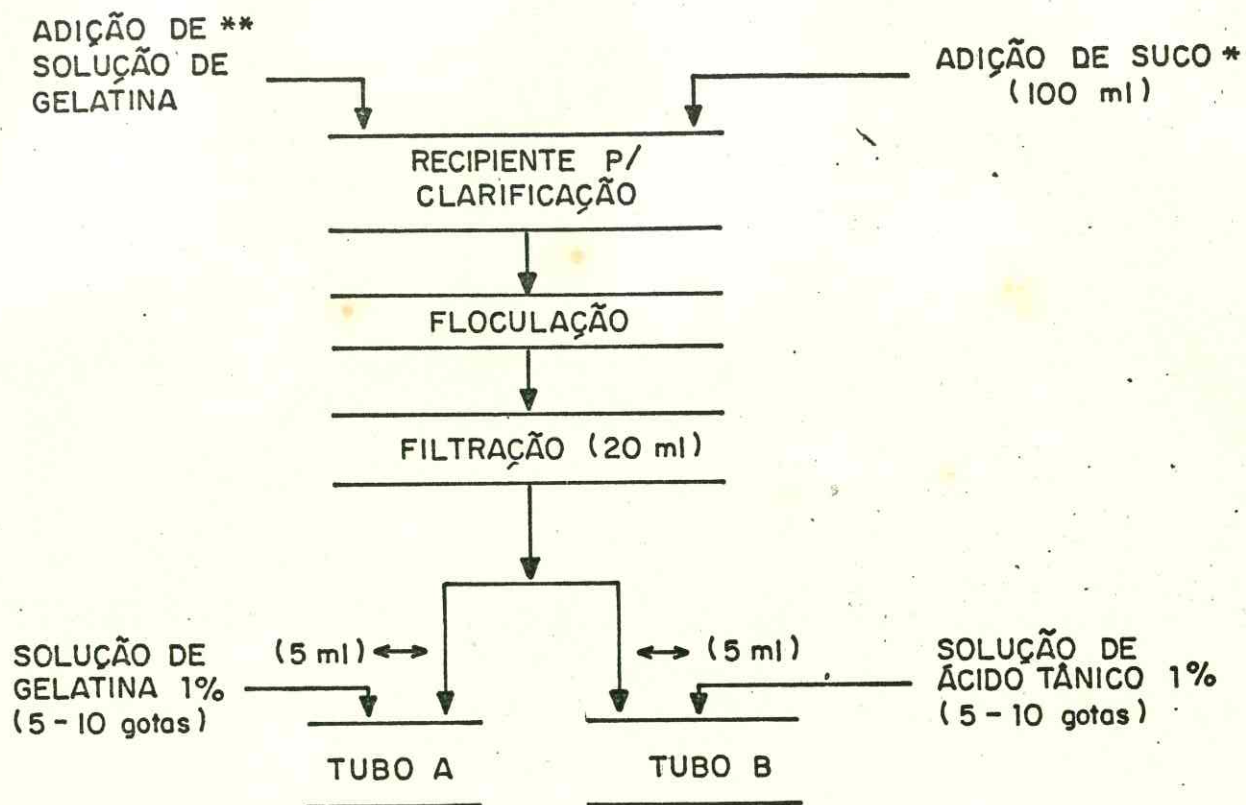 ADIÇÃO DE **
SOLUÇÃO DE
GELATINA
ADIÇÃO DE SUCO *
(100 ml)
RECIPIENTE P/
CLARIFICAÇÃO
FLOCULAÇÃO
FILTRAÇÃO (20 ml)
SOLUÇÃO DE
GELATINA 1%
(5 - 10 gotas)
(5 ml)
(5 ml)
SOLUÇÃO DE
ÁCIDO TÂNICO 1%
(5 - 10 gotas)
TUBO A
TUBO B